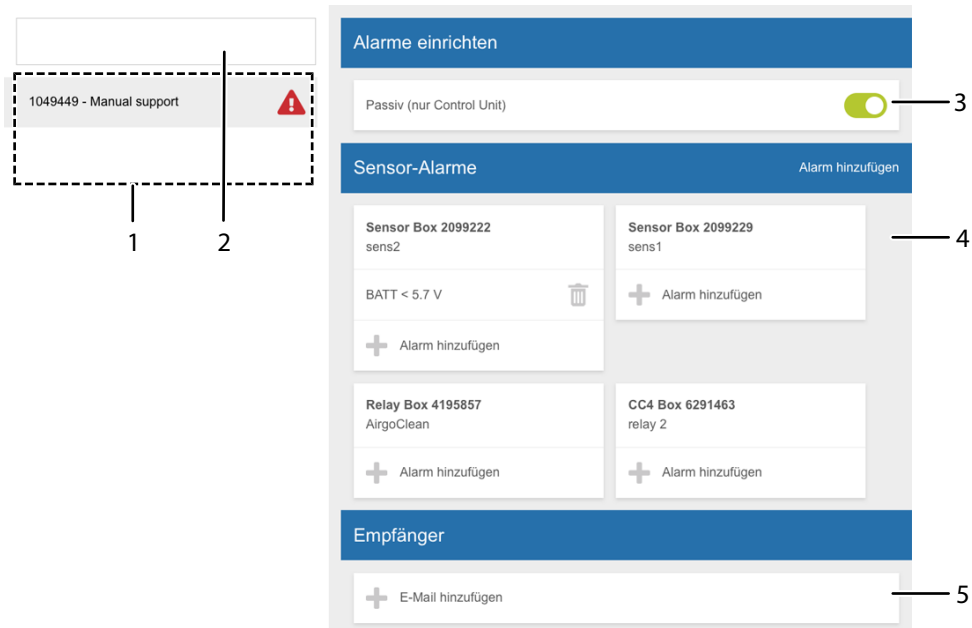 Alarme einrichten
1049449 - Manual support
Passiv (nur Control Unit)
3
Sensor-Alarme
Alarm hinzufügen
1
2
Sensor Box 2099222
sens2
Sensor Box 2099229
sens1
4
BATT < 5.7 V
Alarm hinzufügen
Alarm hinzufügen
Relay Box 4195857
AirgoClean
CC4 Box 6291463
relay 2
Alarm hinzufügen
Alarm hinzufügen
Empfänger
E-Mail hinzufügen
5